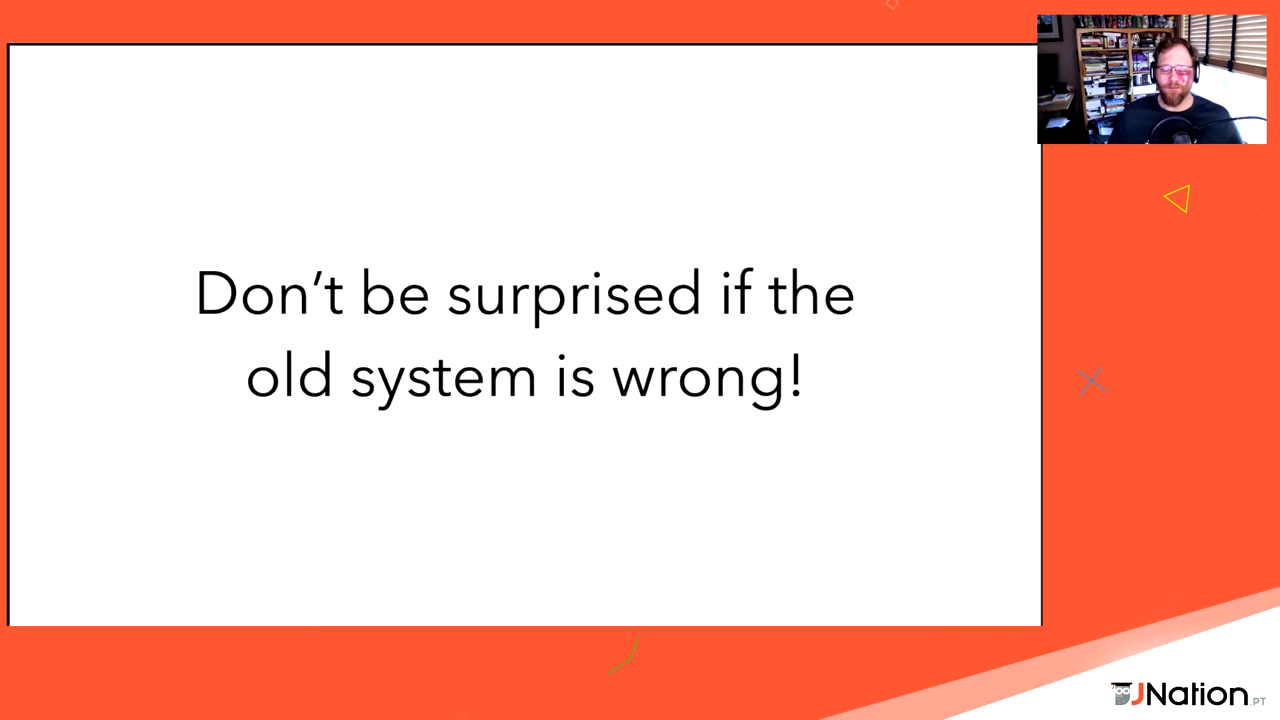 Don’t be surprised if the
old system is wrong!
JNation.PT